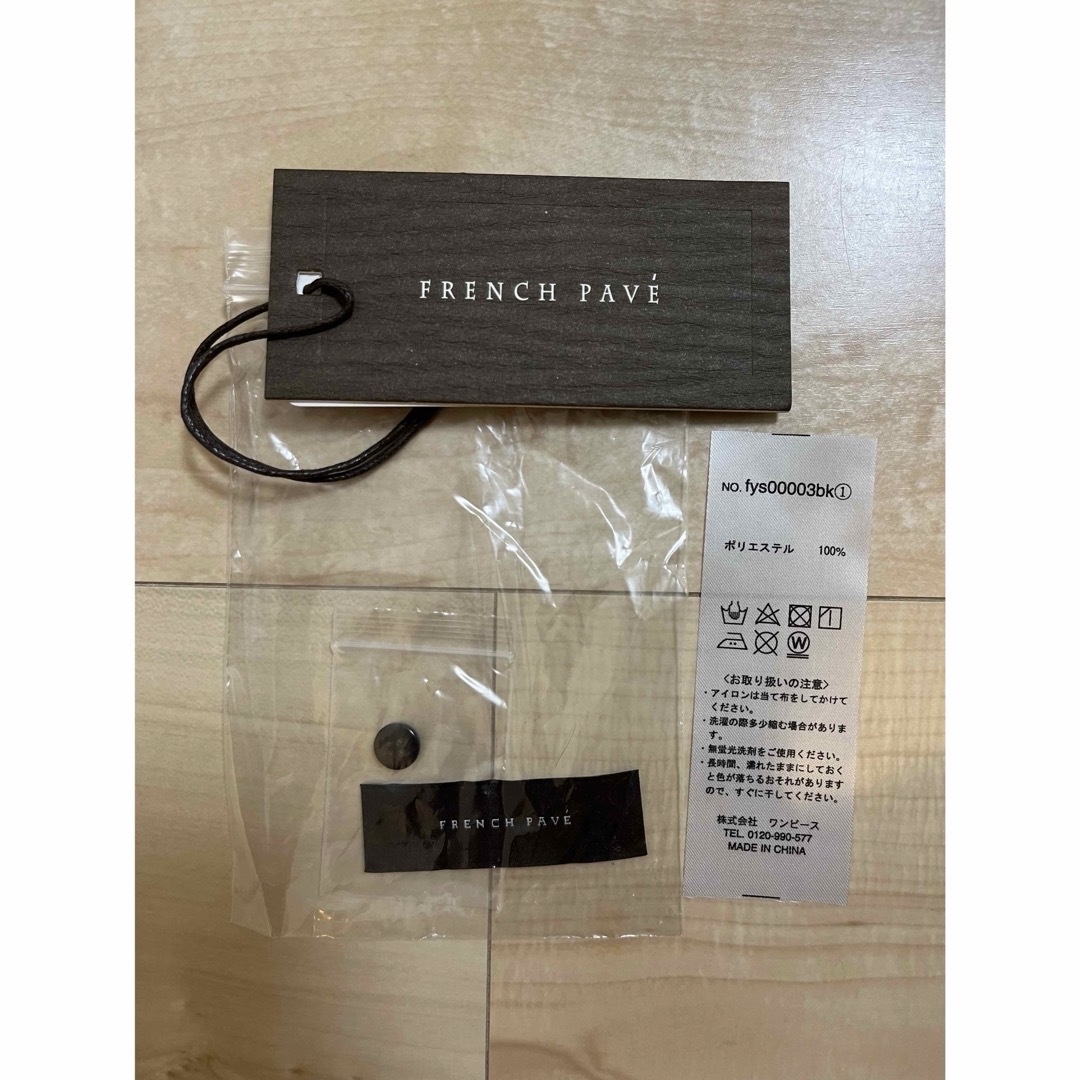 FRENCH PAVÉ
NO. fys00003bk①
ポリエステル 100%
W
<お取り扱いの注意>
・アイロンは当て布をしてかけて
ください。
・洗濯の際多少縮む場合がありま
す。
・無蛍光洗剤をご使用ください。
・長時間、濡れたままにしておく
と色が落ちるおそれがあります
ので、すぐに干してください。
株式会社 ワンピース
TEL. 0120-990-577
MADE IN CHINA
FRENCH PAVÉ